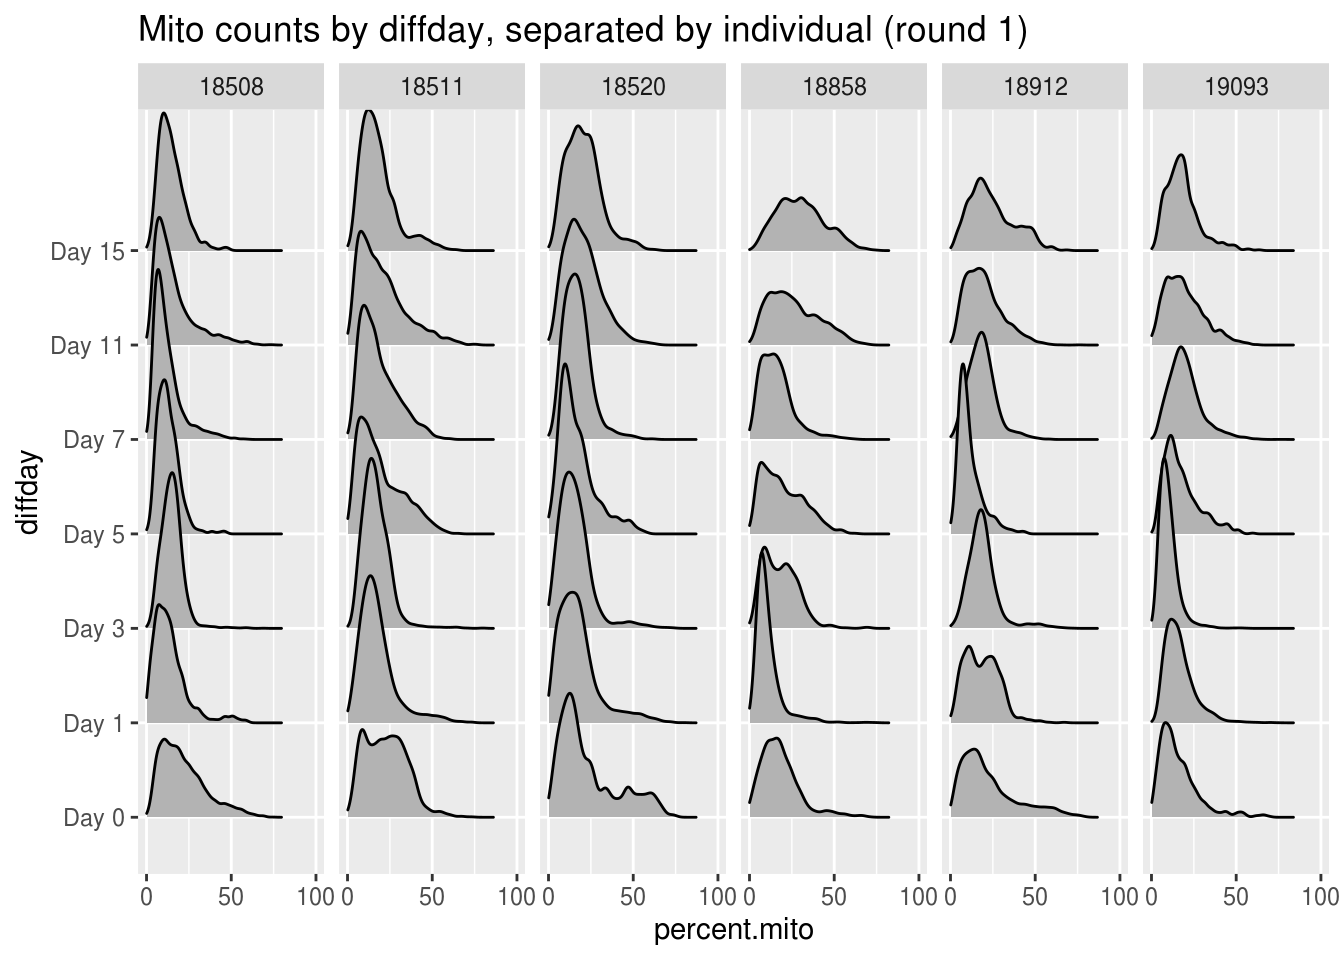 Mito counts by diffday, separated by individual (round 1)
18508 18511 18520 18858 18912 19093
Day 15
Day 11
Day 7
Day 5
Day 3
Day 1
Day 0
diffday
0 50 100 0 50 100 0 50 100 0 50 100 0 50 100 0 50 100
percent.mito